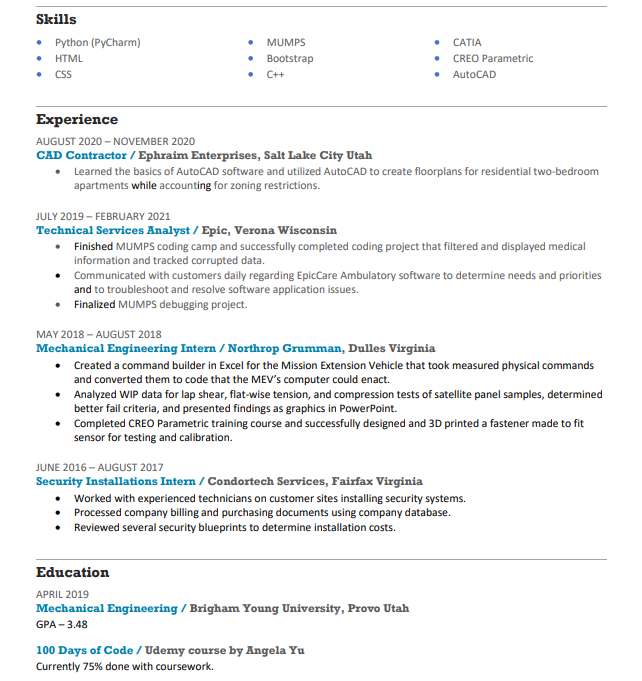 Skills
• Python (PyCharm)
• HTML
• CSS
• MUMPS
• Bootstrap
• C++
• CATIA
• CREO Parametric
• AutoCAD
Experience
AUGUST 2020 – NOVEMBER 2020
CAD Contractor / Ephraim Enterprises, Salt Lake City Utah
• Learned the basics of AutoCAD software and utilized AutoCAD to create floorplans for residential two-bedroom
apartments while accounting for zoning restrictions.
JULY 2019 – FEBRUARY 2021
Technical Services Analyst / Epic, Verona Wisconsin
• Finished MUMPS coding camp and successfully completed coding project that filtered and displayed medical
information and tracked corrupted data.
• Communicated with customers daily regarding EpicCare Ambulatory software to determine needs and priorities
and to troubleshoot and resolve software application issues.
• Finalized MUMPS debugging project.
MAY 2018 – AUGUST 2018
Mechanical Engineering Intern / Northrop Grumman, Dulles Virginia
• Created a command builder in Excel for the Mission Extension Vehicle that took measured physical commands
and converted them to code that the MEV's computer could enact.
• Analyzed WIP data for lap shear, flat-wise tension, and compression tests of satellite panel samples, determined
better fail criteria, and presented findings as graphics in PowerPoint.
• Completed CREO Parametric training course and successfully designed and 3D printed a fastener made to fit
sensor for testing and calibration.
JUNE 2016 – AUGUST 2017
Security Installations Intern / Condortech Services, Fairfax Virginia
• Worked with experienced technicians on customer sites installing security systems.
• Processed company billing and purchasing documents using company database.
• Reviewed several security blueprints to determine installation costs.
Education
APRIL 2019
Mechanical Engineering / Brigham Young University, Provo Utah
GPA – 3.48
100 Days of Code / Udemy course by Angela Yu
Currently 75% done with coursework.